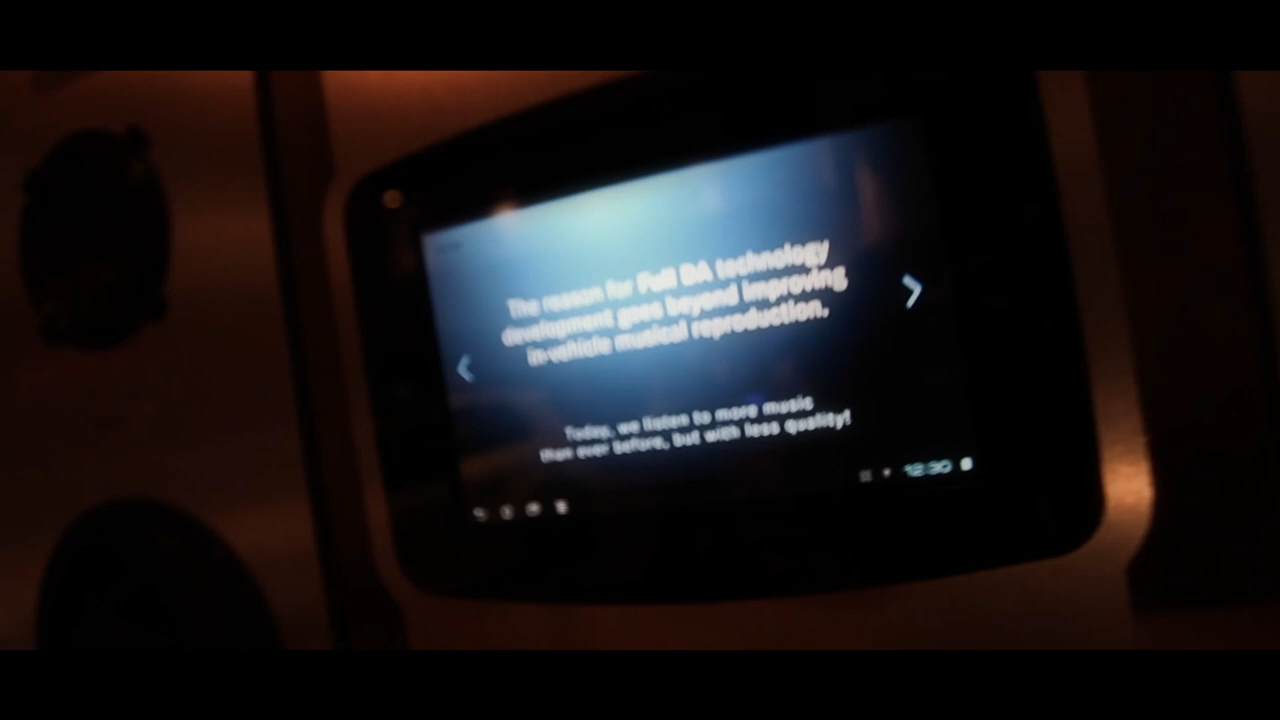 The reason for Full DA technology
development goes beyond improving
in-vehicle musical reproduction.
Today, we listen to more music
than ever before, but with less quality!
12:30